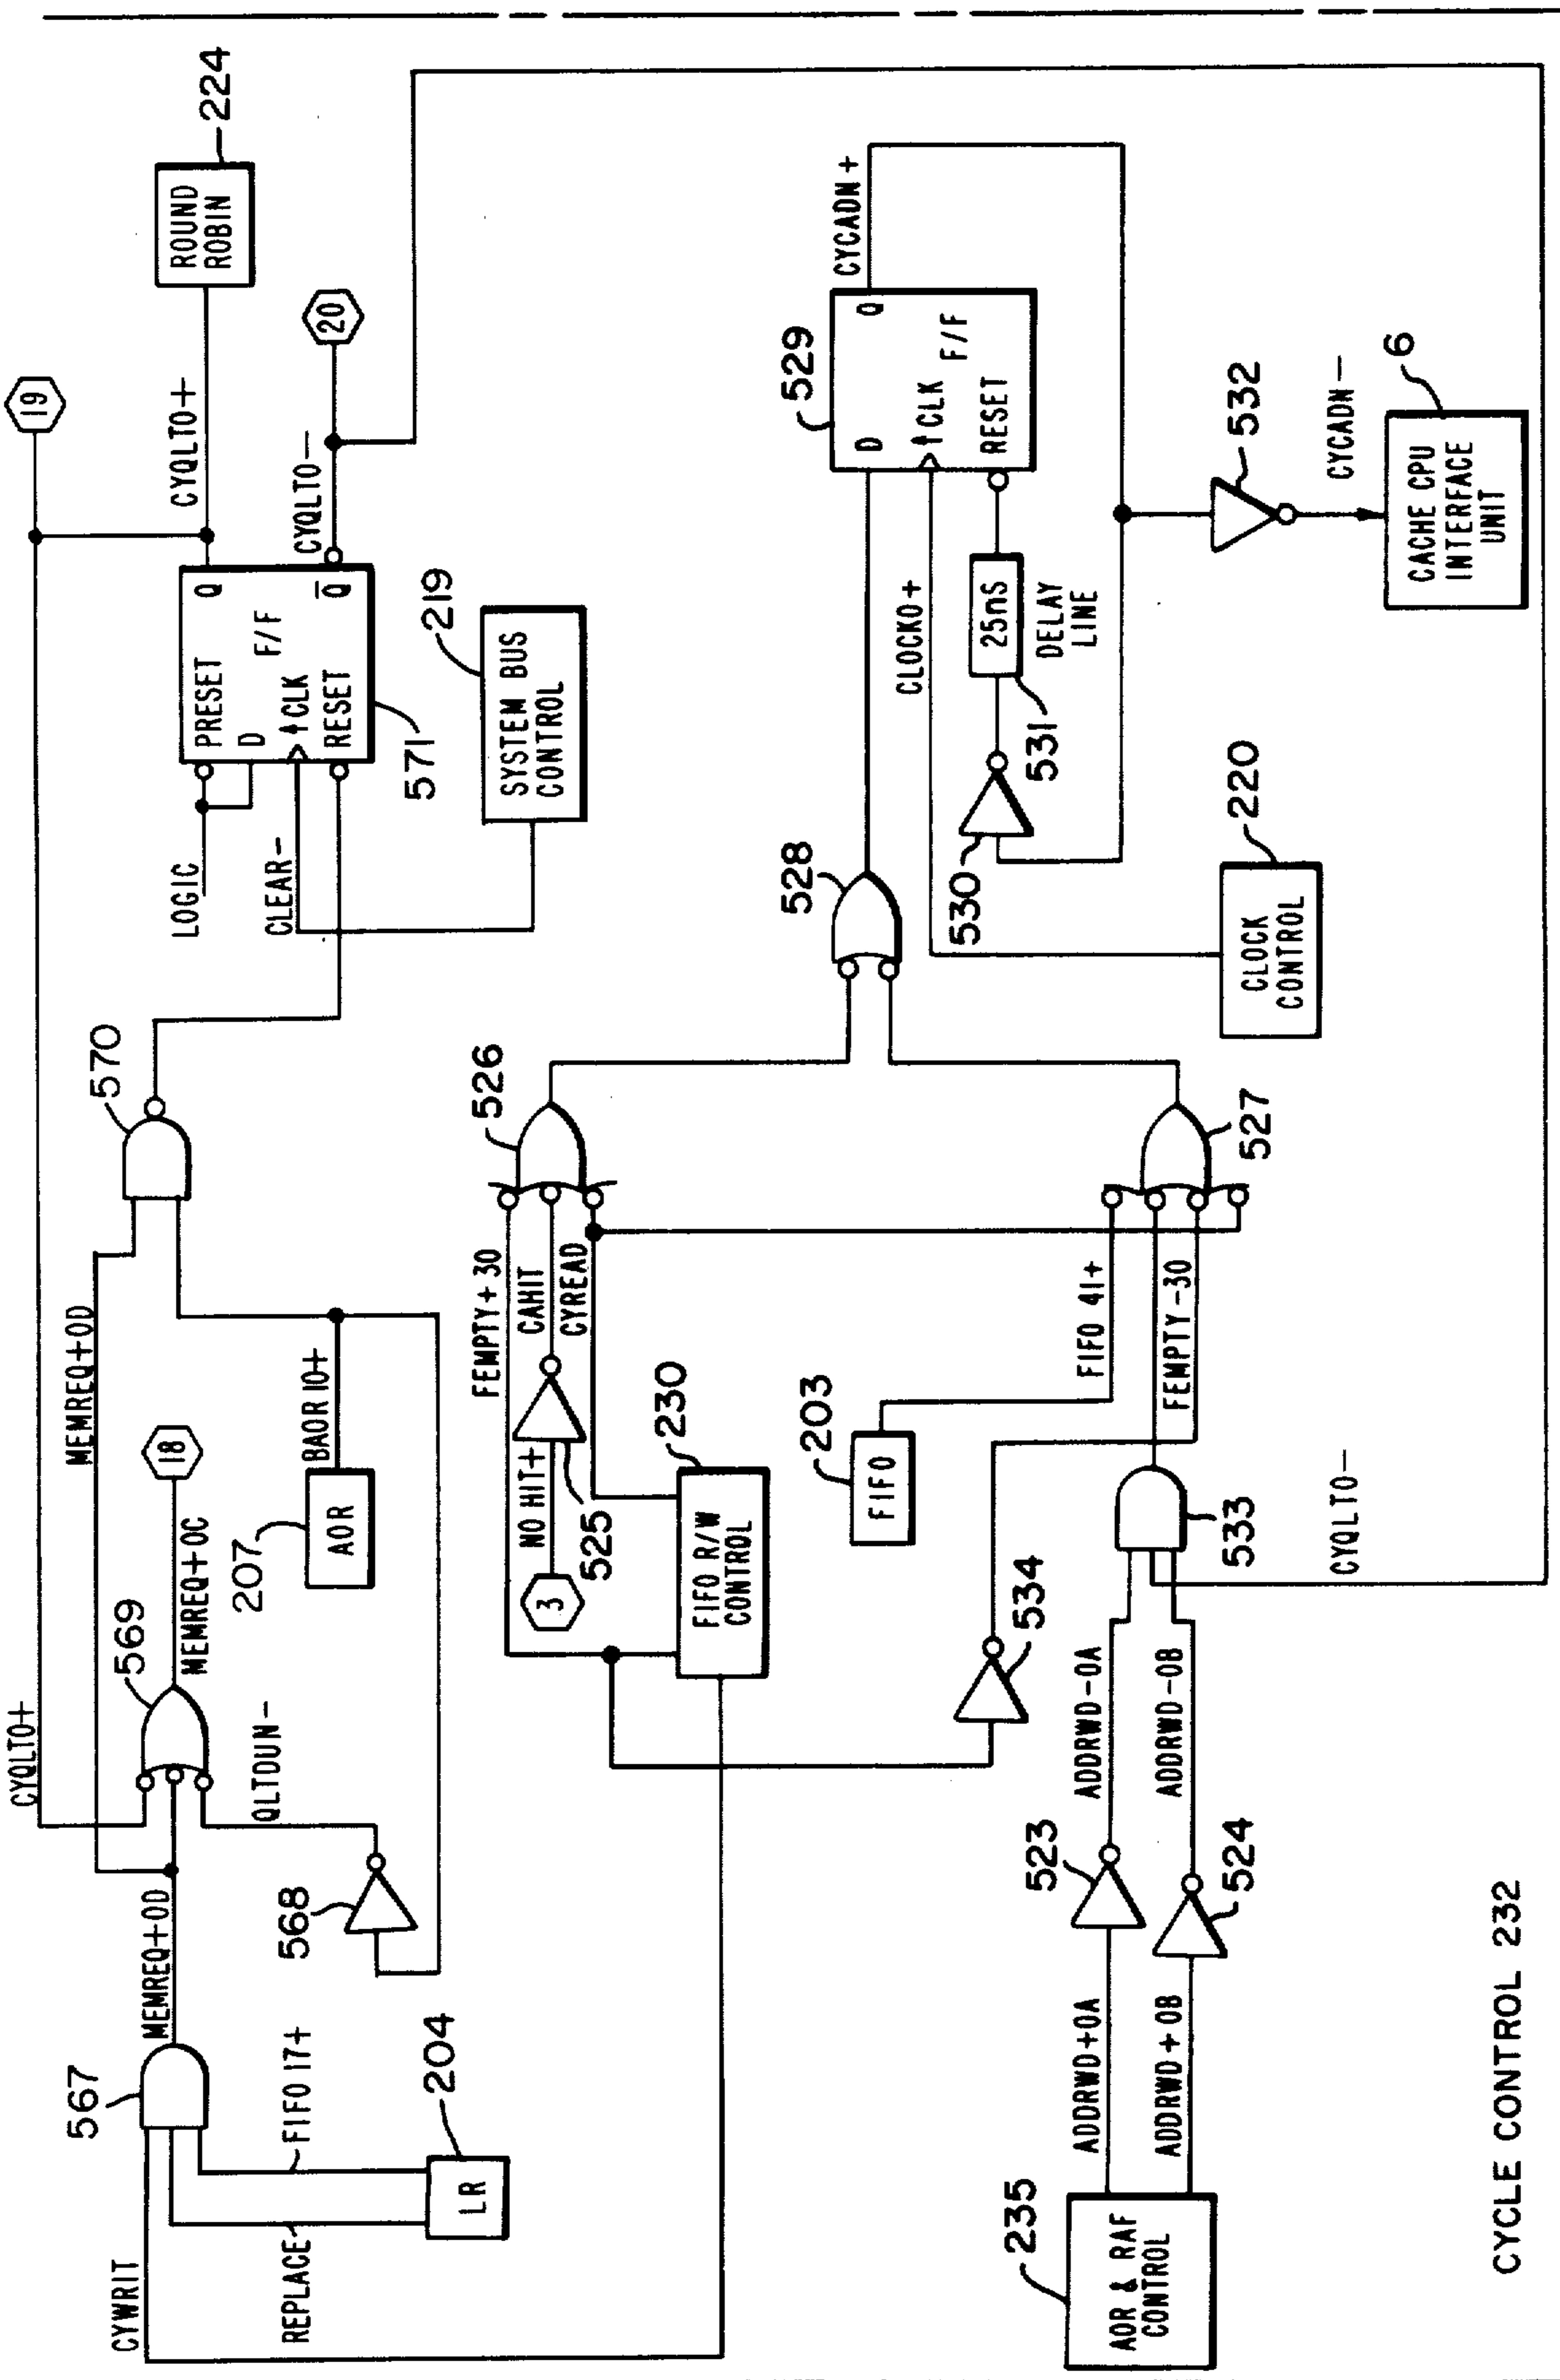 19
CYQLTO+
CYQLTO+
ROUND
ROBIN
224
20
CYQLTO-
PRESET
Q
D
F/F
CLK
Q
RESET
571
LOGIC
CLEAR-
SYSTEM BUS
CONTROL
219
570
MEMREQ+0D
18
MEMREQ+0C
BAOR 10+
AOR
207
569
QLTDUN-
568
MEMREQ+0D
567
FIFO 17+
LR
204
REPLACE
CYWRIT
526
FEMPTY+30
CAHIT
CYREAD
NO HIT+
3
525
FIFO R/W
CONTROL
230
528
529
D
Q
CLK
F/F
RESET
CYCADN+
CLOCK0+
25nS
DELAY
LINE
531
530
532
CYCADN-
CACHE CPU
INTERFACE
UNIT
6
CLOCK
CONTROL
220
527
FIFO 41+
FEMPTY-30
FIFO
203
534
533
CYQLTO-
ADDRWD-0A
ADDRWD-0B
523
524
ADDRWD+0A
ADDRWD+0B
AOR & RAF
CONTROL
235
CYCLE CONTROL 232